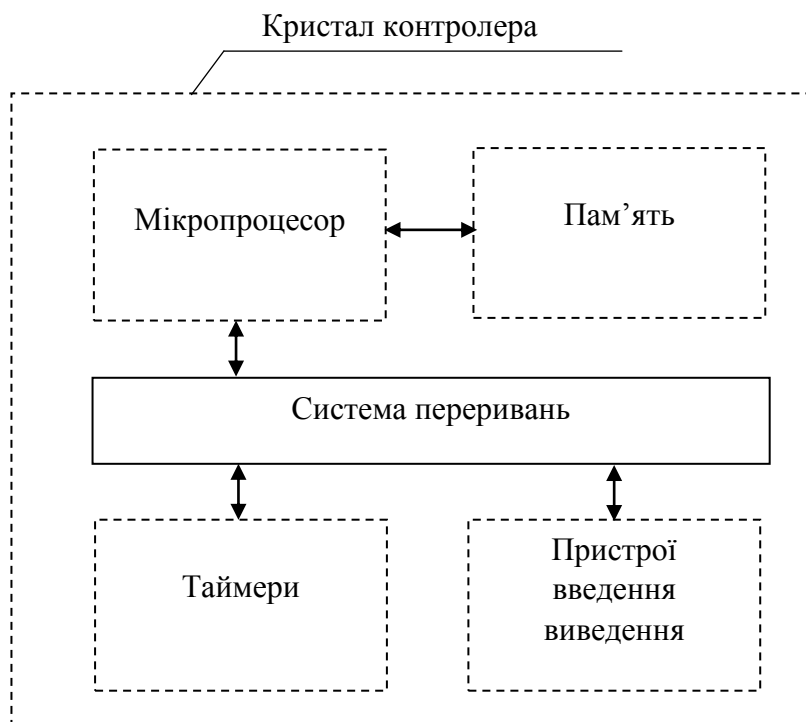 Кристал контролера
Мікропроцесор
Пам’ять
Система переривань
Таймери
Пристрої
введення
виведення